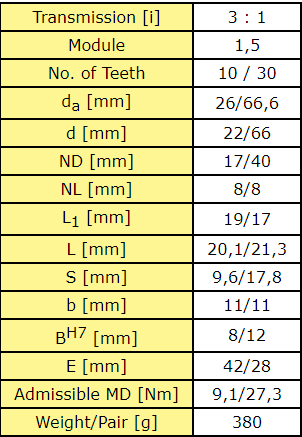 Transmission [i] 3 : 1
Module 1,5
No. of Teeth 10 / 30
da [mm] 26/66,6
d [mm] 22/66
ND [mm] 17/40
NL [mm] 8/8
L1 [mm] 19/17
L [mm] 20,1/21,3
S [mm] 9,6/17,8
b [mm] 11/11
BH7 [mm] 8/12
E [mm] 42/28
Admissible MD [Nm] 9,1/27,3
Weight/Pair [g] 380